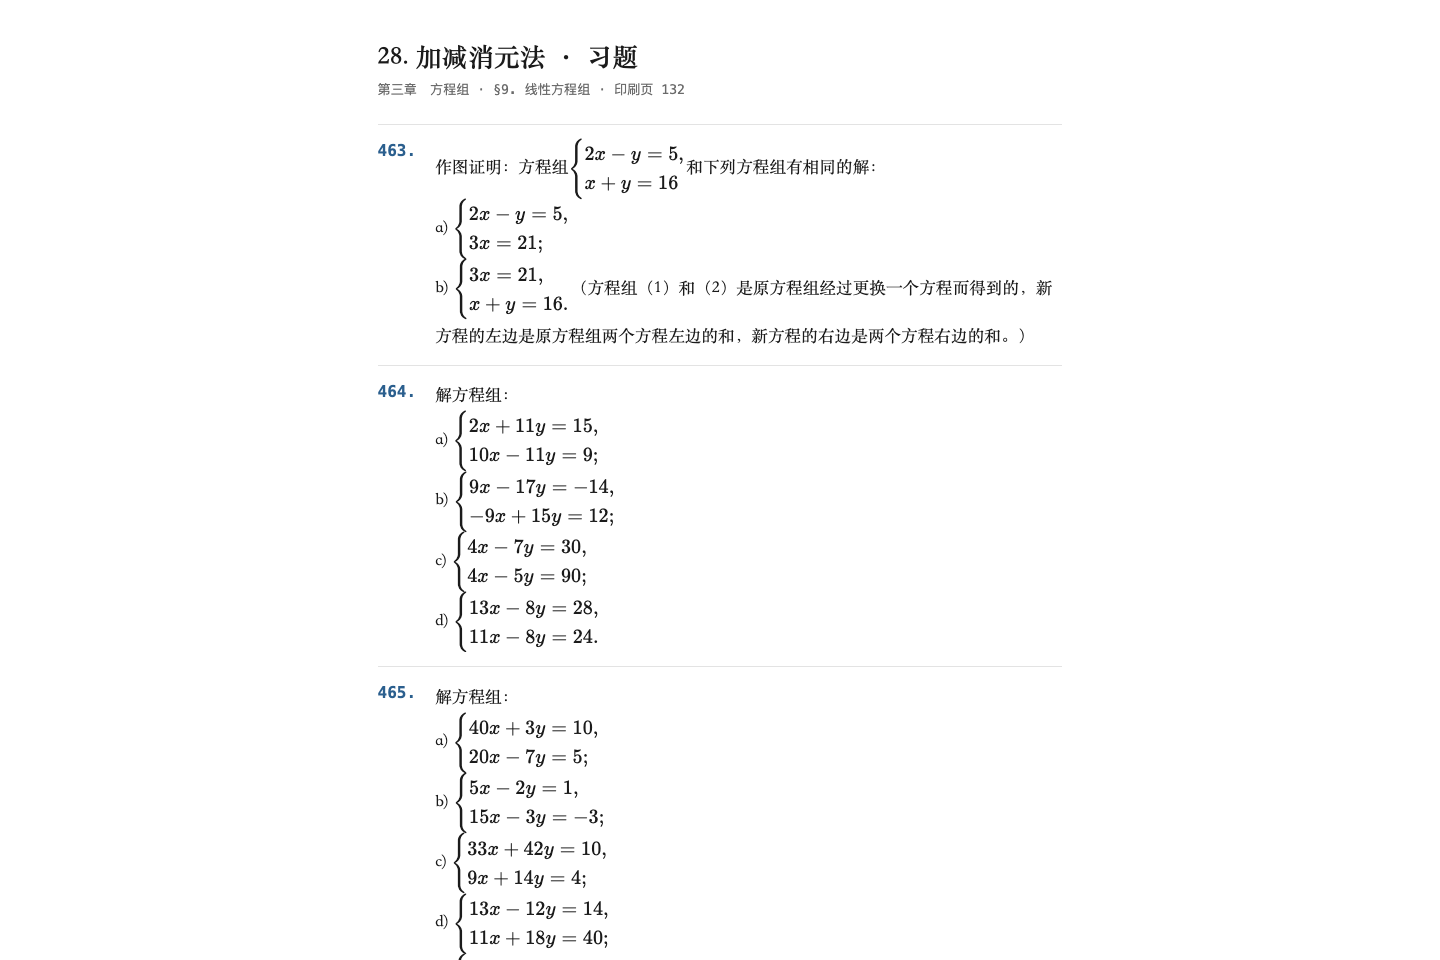 28. 加减消元法 · 习题
第三章 方程组 · §9. 线性方程组 · 印刷页 132
463.
作图证明：方程组 { 2x − y = 5, x + y = 16 和下列方程组有相同的解：
a) { 2x − y = 5,
3x = 21;
b) { 3x = 21,
x + y = 16. （方程组（1）和（2）是原方程组经过更换一个方程而得到的，新
方程的左边是原方程组两个方程左边的和，新方程的右边是两个方程右边的和。）
464. 解方程组：
a) { 2x + 11y = 15,
10x − 11y = 9;
b) { 9x − 17y = −14,
−9x + 15y = 12;
c) { 4x − 7y = 30,
4x − 5y = 90;
d) { 13x − 8y = 28,
11x − 8y = 24.
465. 解方程组：
a) { 40x + 3y = 10,
20x − 7y = 5;
b) { 5x − 2y = 1,
15x − 3y = −3;
c) { 33x + 42y = 10,
9x + 14y = 4;
d) { 13x − 12y = 14,
11x + 18y = 40;